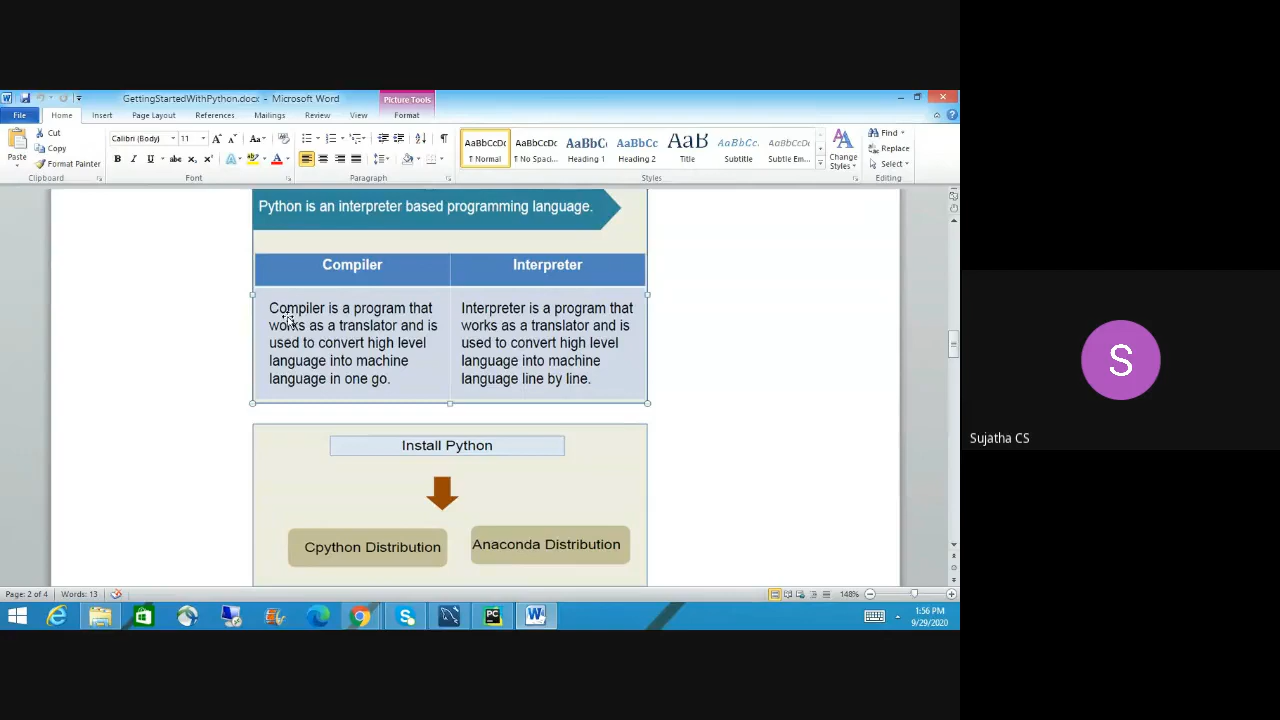 GettingStartedWithPython.docx - Microsoft Word
Picture Tools
File Home Insert Page Layout References Mailings Review View Format
Cut
Copy
Format Painter
Paste
Clipboard
Calibri (Body) 11
Font
Paragraph
AaBbCcDc AaBbCcDc AaBbC AaBbCc AaB AaBbCc. AaBbCcDc
¶ Normal ¶ No Spaci... Heading 1 Heading 2 Title Subtitle Subtle Em...
Styles
Change Styles
Find
Replace
Select
Editing
Python is an interpreter based programming language.
Compiler
Compiler is a program that
works as a translator and is
used to convert high level
language into machine
language in one go.
Interpreter
Interpreter is a program that
works as a translator and is
used to convert high level
language into machine
language line by line.
Install Python
Cpython Distribution
Anaconda Distribution
Page: 2 of 4 Words: 13
148%
1:56 PM
9/29/2020
S
Sujatha CS